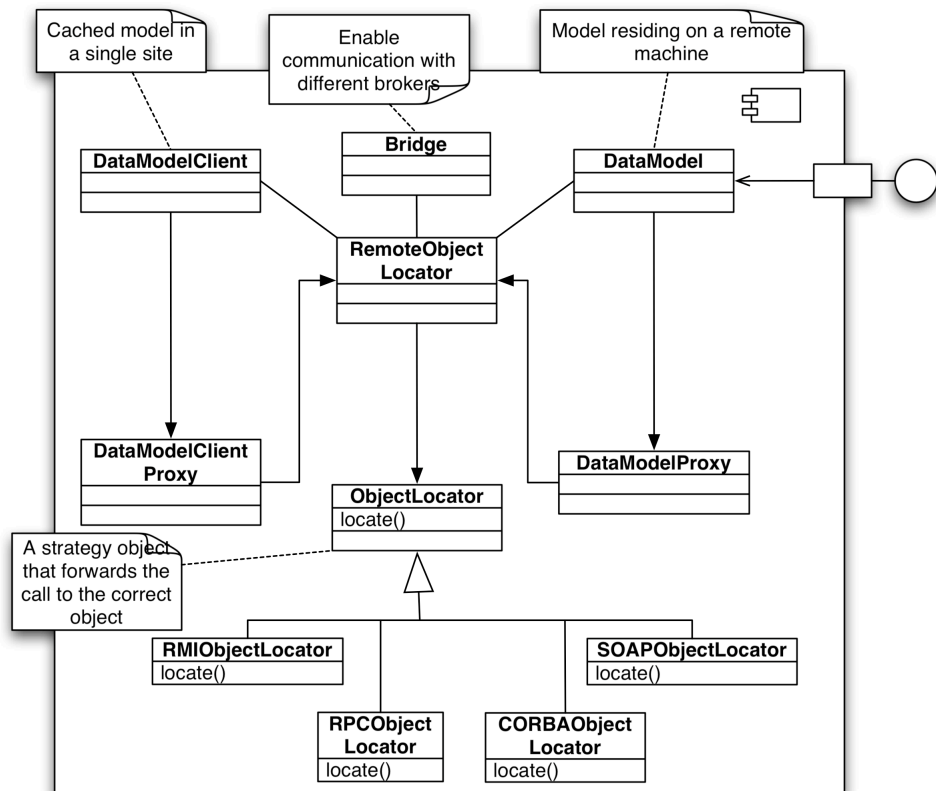 Cached model in
a single site
Enable
communication with
different brokers
Model residing on a remote
machine
DataModelClient
Bridge
DataModel
RemoteObject
Locator
DataModelClient
Proxy
DataModelProxy
ObjectLocator
locate()
A strategy object
that forwards the
call to the correct
object
RMIObjectLocator
locate()
SOAPObjectLocator
locate()
RPCObject
Locator
locate()
CORBAObject
Locator
locate()